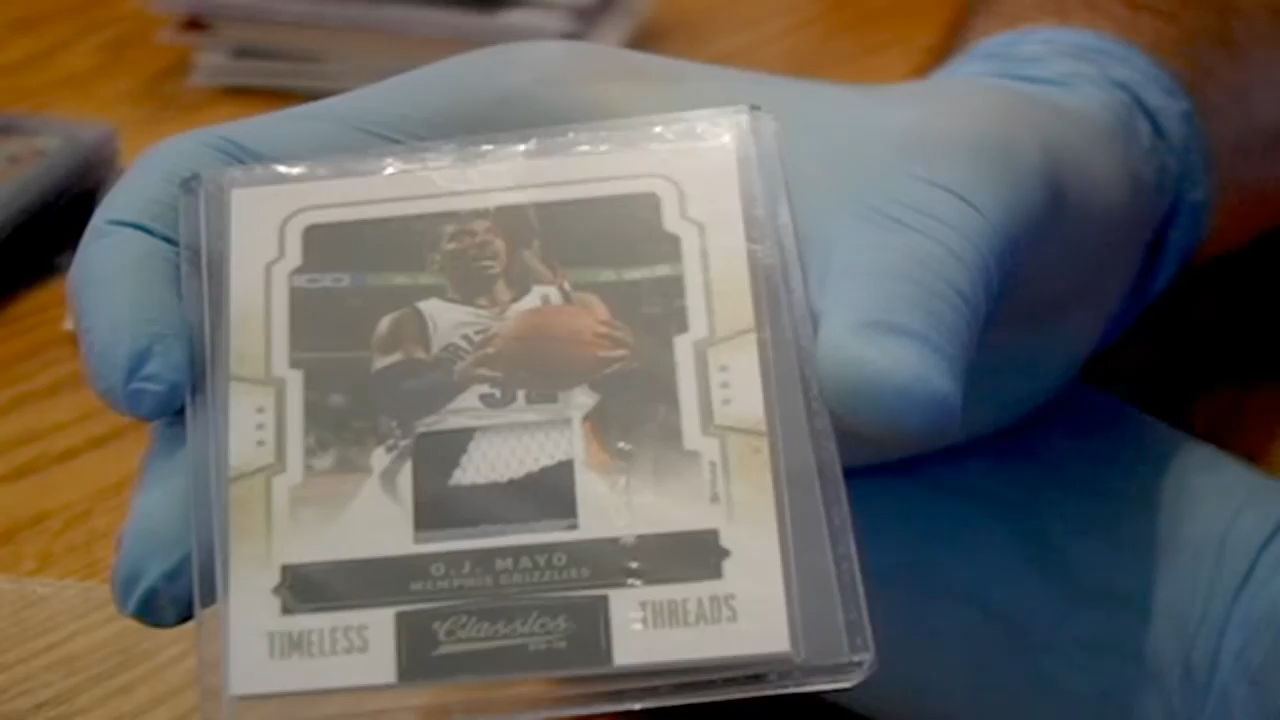 O.J. MAYO
MEMPHIS GRIZZLIES
TIMELESS
Classics
THREADS